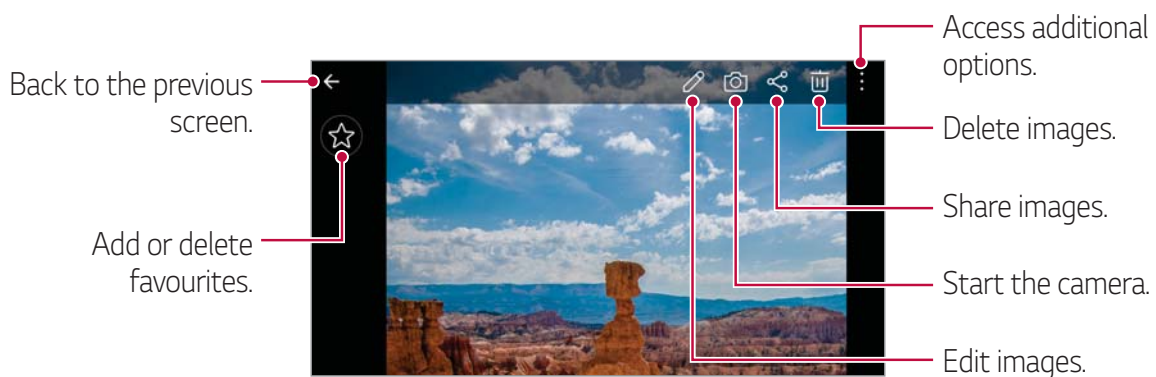 Back to the previous
screen.
Add or delete
favourites.
Access additional
options.
Delete images.
Share images.
Start the camera.
Edit images.